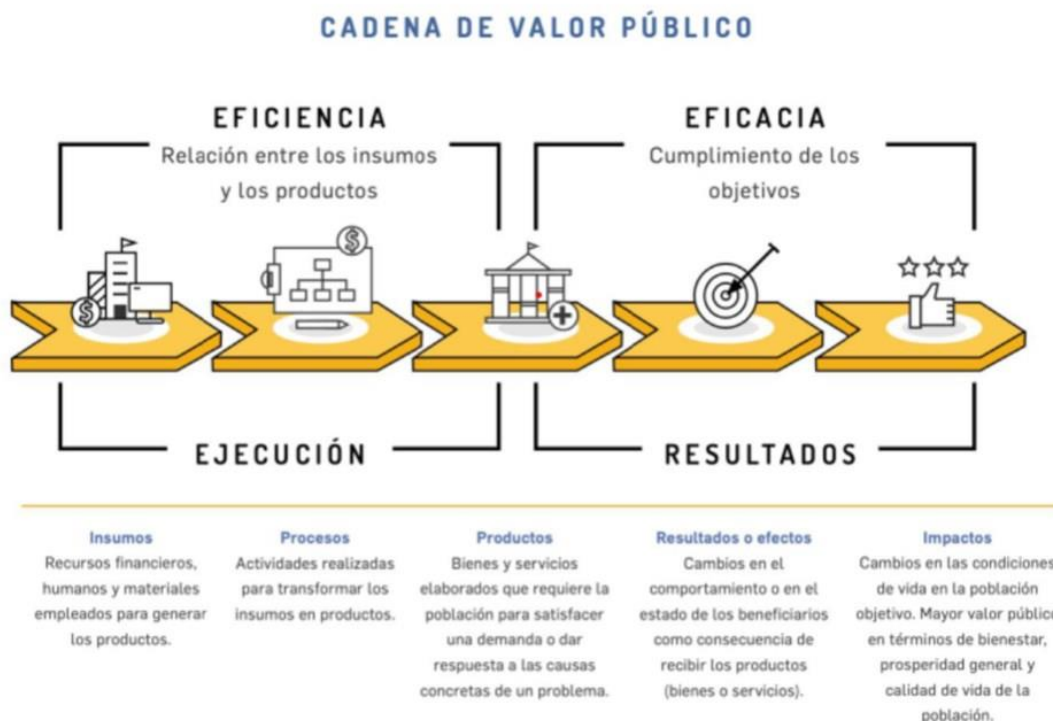 CADENA DE VALOR PÚBLICO
EFICIENCIA
Relación entre los insumos
y los productos
EFICACIA
Cumplimiento de los
objetivos
$
$
EJECUCIÓN
RESULTADOS
Insumos
Recursos financieros,
humanos y materiales
empleados para generar
los productos.
Procesos
Actividades realizadas
para transformar los
insumos en productos.
Productos
Bienes y servicios
elaborados que requiere la
población para satisfacer
una demanda o dar
respuesta a las causas
concretas de un problema.
Resultados o efectos
Cambios en el
comportamiento o en el
estado de los beneficiarios
como consecuencia de
recibir los productos
(bienes o servicios).
Impactos
Cambios en las condiciones
de vida en la población
objetivo. Mayor valor público
en términos de bienestar,
prosperidad general y
calidad de vida de la
población.